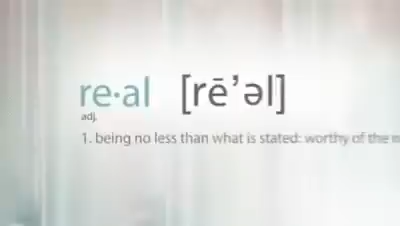 re·al [rē’əl]
adj.
1. being no less than what is stated: worthy of the